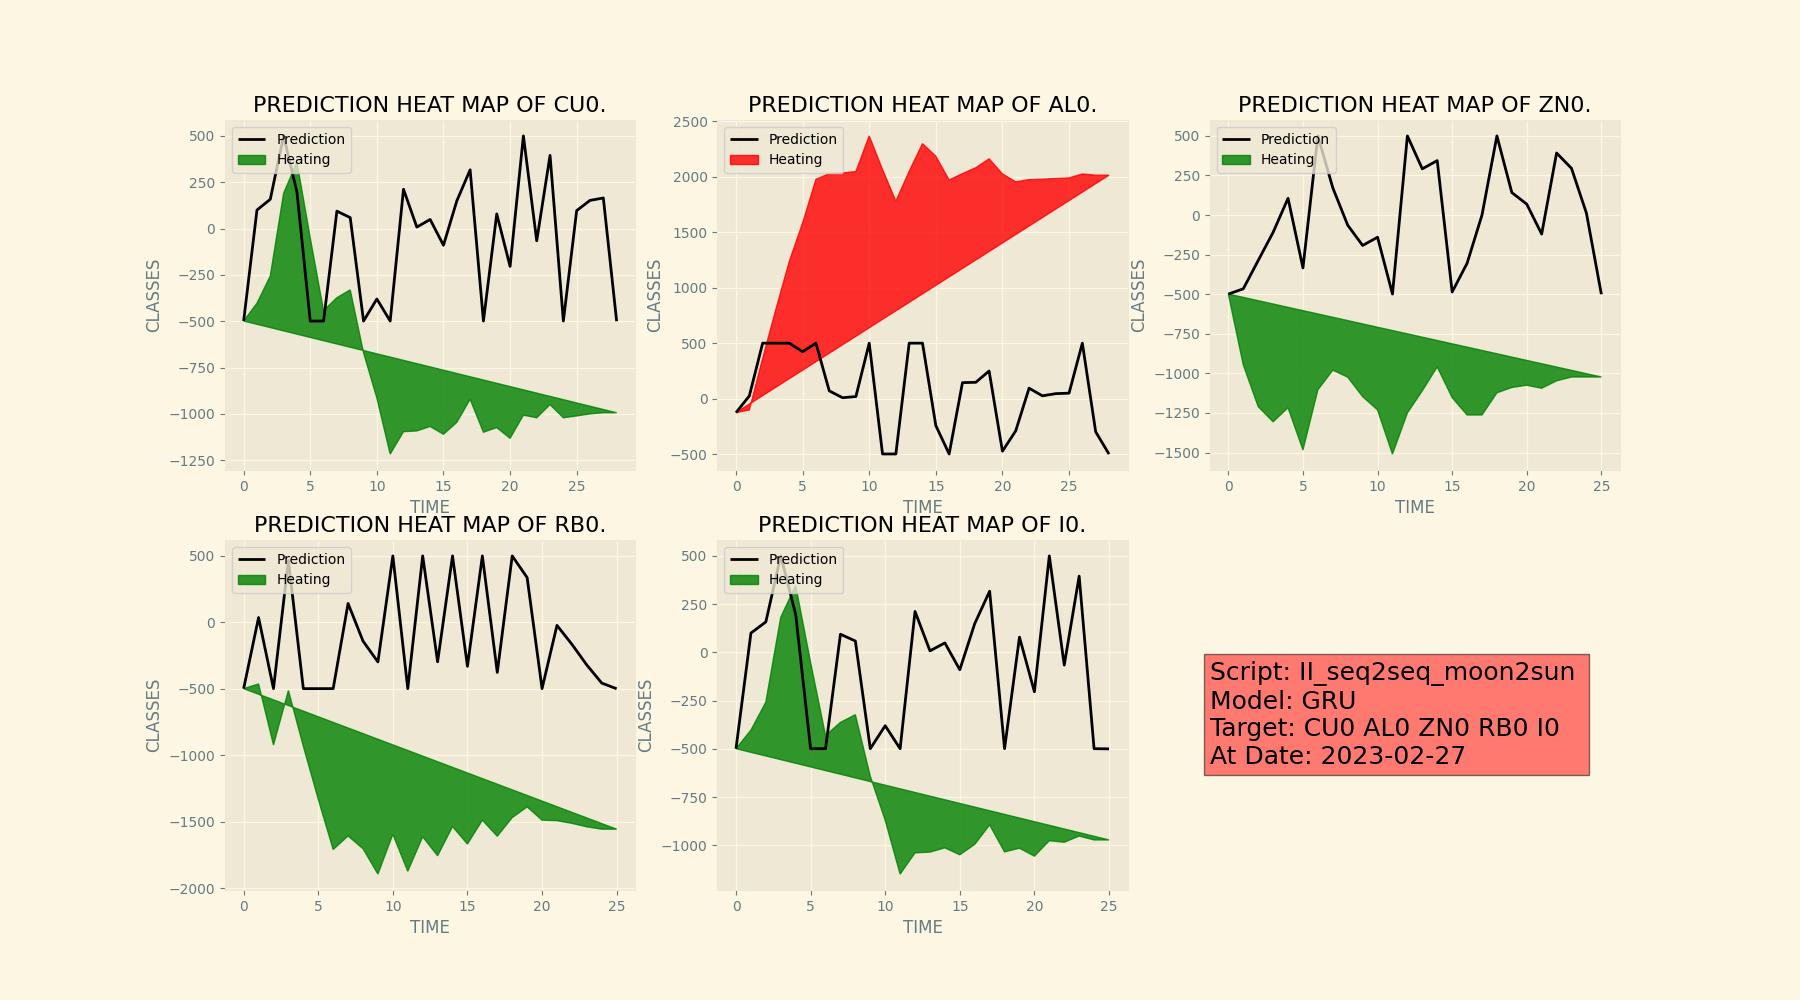 PREDICTION HEAT MAP OF CU0.
Prediction
Heating
500
250
0
−250
−500
−750
−1000
−1250
CLASSES
0 5 10 15 20 25
TIME
PREDICTION HEAT MAP OF AL0.
Prediction
Heating
2500
2000
1500
1000
500
0
−500
CLASSES
0 5 10 15 20 25
TIME
PREDICTION HEAT MAP OF ZN0.
Prediction
Heating
500
250
0
−250
−500
−750
−1000
−1250
−1500
CLASSES
0 5 10 15 20 25
TIME
PREDICTION HEAT MAP OF RB0.
Prediction
Heating
500
0
−500
−1000
−1500
−2000
CLASSES
0 5 10 15 20 25
TIME
PREDICTION HEAT MAP OF I0.
Prediction
Heating
500
250
0
−250
−500
−750
−1000
CLASSES
0 5 10 15 20 25
TIME
Script: II_seq2seq_moon2sun
Model: GRU
Target: CU0 AL0 ZN0 RB0 I0
At Date: 2023-02-27